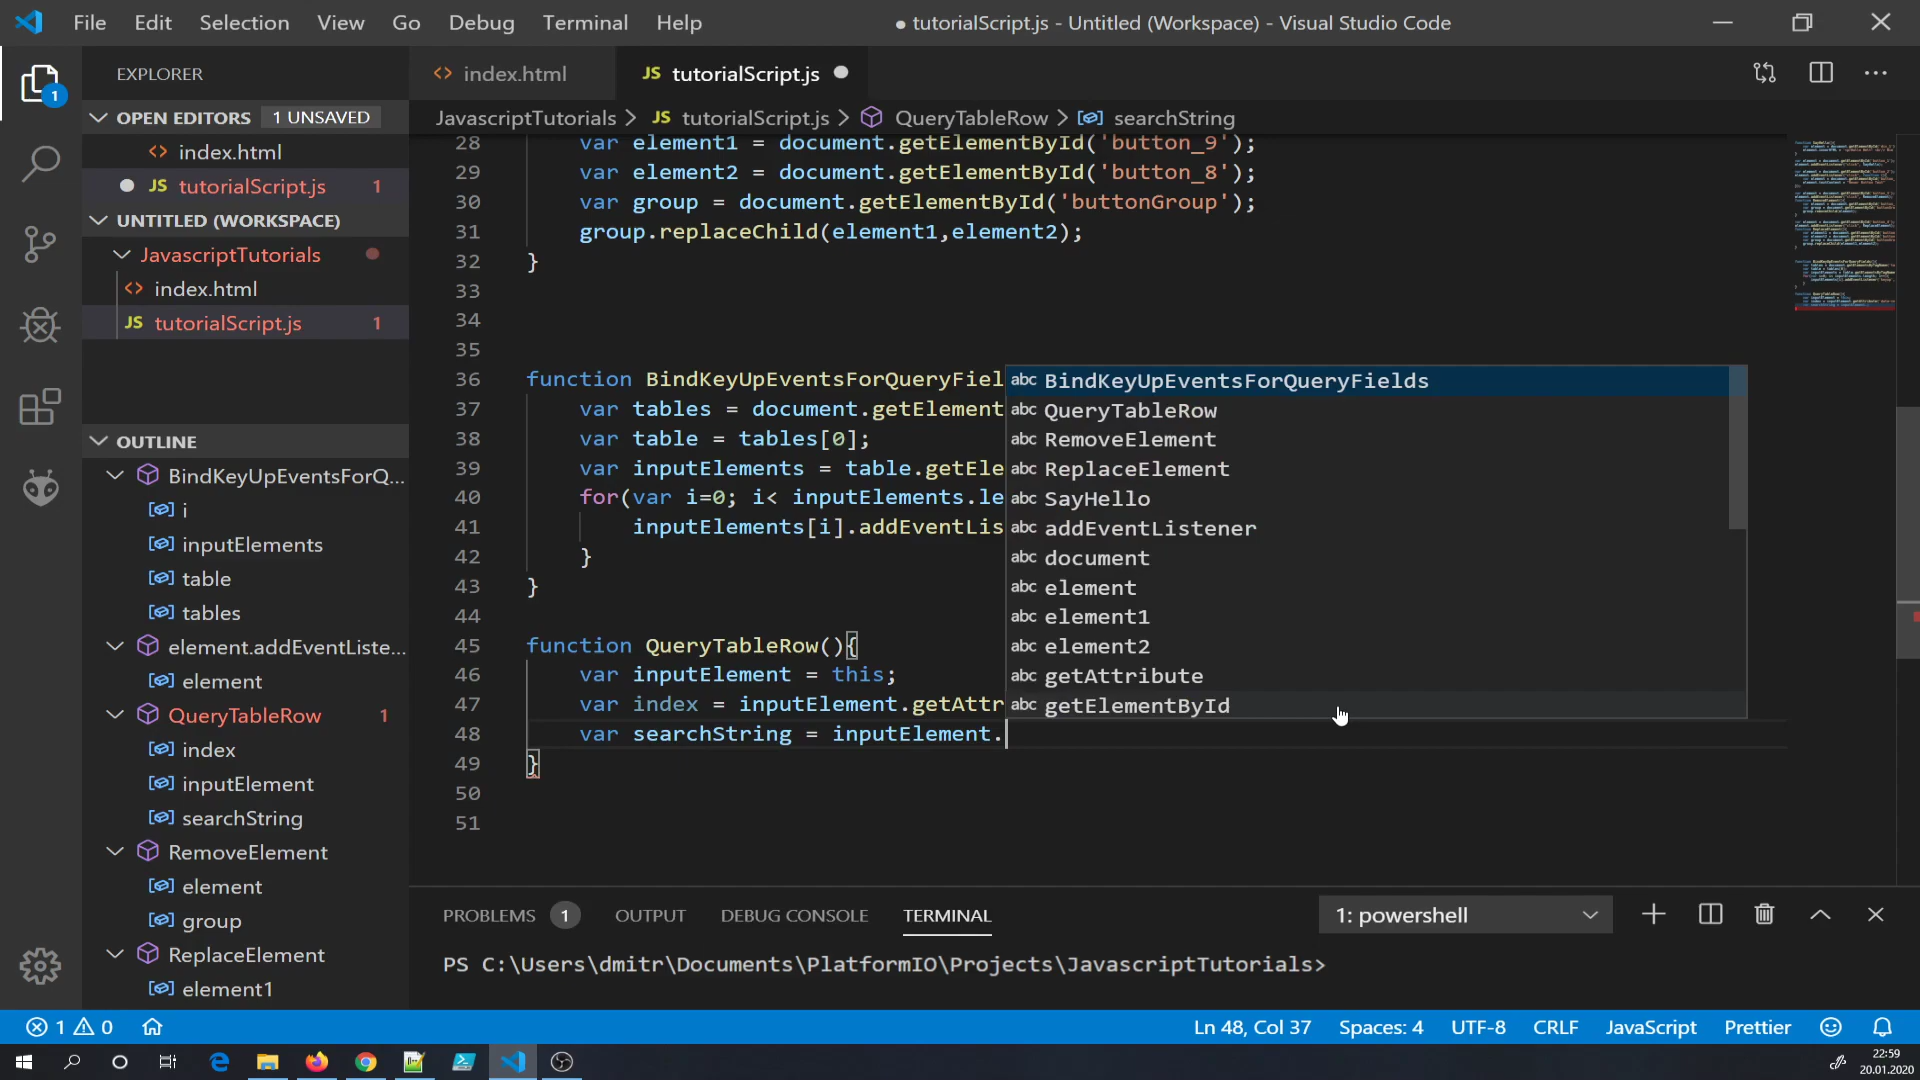 File Edit Selection View Go Debug Terminal Help ● tutorialScript.js - Untitled (Workspace) - Visual Studio Code
EXPLORER
OPEN EDITORS 1 UNSAVED
<> index.html
JS tutorialScript.js 1
UNTITLED (WORKSPACE)
JavascriptTutorials
<> index.html
JS tutorialScript.js 1
OUTLINE
BindKeyUpEventsForQ...
i
inputElements
table
tables
element.addEventListe...
element
QueryTableRow 1
index
inputElement
searchString
RemoveElement
element
group
ReplaceElement
element1
1
<> index.html JS tutorialScript.js
JavascriptTutorials > JS tutorialScript.js > QueryTableRow > searchString
28 var element1 = document.getElementById('button_9');
29 var element2 = document.getElementById('button_8');
30 var group = document.getElementById('buttonGroup');
31 group.replaceChild(element1,element2);
32 }
33
34
35
36 function BindKeyUpEventsForQueryFiel
37 var tables = document.getElement
38 var table = tables[0];
39 var inputElements = table.getEle
40 for(var i=0; i< inputElements.le
41 inputElements[i].addEventLis
42 }
43 }
44
45 function QueryTableRow(){
46 var inputElement = this;
47 var index = inputElement.getAttr
48 var searchString = inputElement.
49 }
50
51
abc BindKeyUpEventsForQueryFields
abc QueryTableRow
abc RemoveElement
abc ReplaceElement
abc SayHello
abc addEventListener
abc document
abc element
abc element1
abc element2
abc getAttribute
abc getElementById
PROBLEMS 1 OUTPUT DEBUG CONSOLE TERMINAL 1: powershell
PS C:\Users\dmitr\Documents\PlatformIO\Projects\JavascriptTutorials>
1 0 Ln 48, Col 37 Spaces: 4 UTF-8 CRLF JavaScript Prettier
22:59
20.01.2020